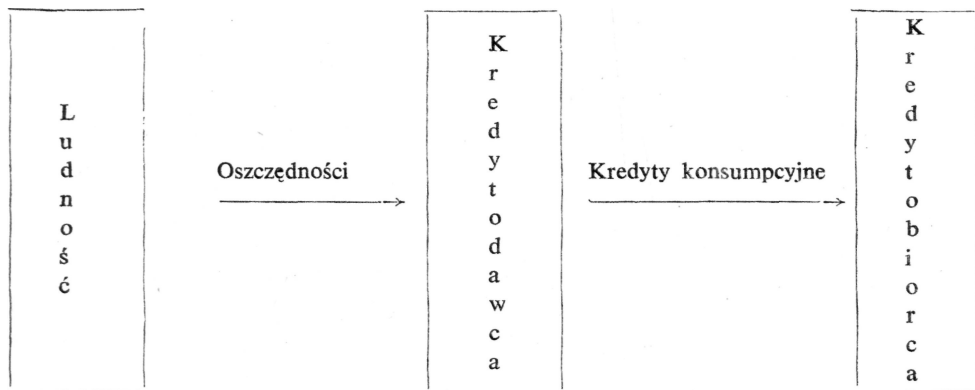 Ludność
Oszczędności
Kredytodawca
Kredyty konsumpcyjne
Kredytobiorca